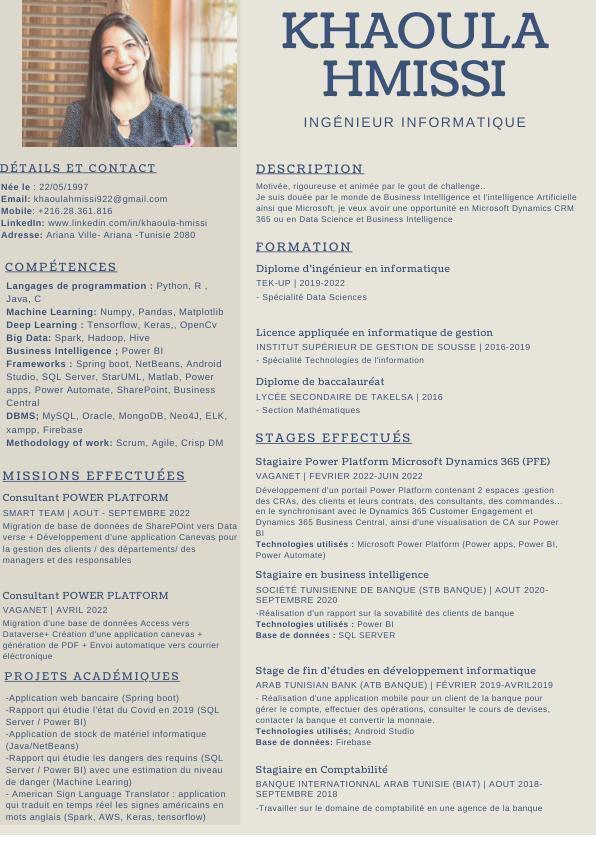 KHAOULA
HMISSI
INGÉNIEUR INFORMATIQUE
DÉTAILS ET CONTACT
Née le : 22/05/1997
Email: khaoulahmissi922@gmail.com
Mobile: +216.28.361.816
LinkedIn: www.linkedin.com/in/khaoula-hmissi
Adresse: Ariana Ville- Ariana -Tunisie 2080
COMPÉTENCES
Langages de programmation : Python, R ,
Java, C
Machine Learning: Numpy, Pandas, Matplotlib
Deep Learning : Tensorflow, Keras,, OpenCv
Big Data: Spark, Hadoop, Hive
Business Intelligence ; Power BI
Frameworks : Spring boot, NetBeans, Android
Studio, SQL Server, StarUML, Matlab, Power
apps, Power Automate, SharePoint, Business
Central
DBMS; MySQL, Oracle, MongoDB, Neo4J, ELK,
xampp, Firebase
Methodology of work: Scrum, Agile, Crisp DM
MISSIONS EFFECTUÉES
Consultant POWER PLATFORM
SMART TEAM | AOUT - SEPTEMBRE 2022
Migration de base de données de SharePoint vers Data
verse + Développement d'une application Canevas pour
la gestion des clients / des départements/ des
managers et des responsables
Consultant POWER PLATFORM
VAGANET | AVRIL 2022
Migration d'une base de données Access vers
Dataverse+ Création d'une application canevas +
génération de PDF + Envoi automatique vers courrier
éléctronique
PROJETS ACADÉMIQUES
-Application web bancaire (Spring boot)
-Rapport qui étudie l'état du Covid en 2019 (SQL
Server / Power BI)
-Application de stock de matériel informatique
(Java/NetBeans)
-Rapport qui étudie les dangers des requins (SQL
Server / Power BI) avec une estimation du niveau
de danger (Machine Learing)
- American Sign Language Translator : application
qui traduit en temps réel les signes américains en
mots anglais (Spark, AWS, Keras, tensorflow)
DESCRIPTION
Motivée, rigoureuse et animée par le gout de challenge..
Je suis douée par le monde de Business Intelligence et l'intelligence Artificielle
ainsi que Microsoft, je veux avoir une opportunité en Microsoft Dynamics CRM
365 ou en Data Science et Business Intelligence
FORMATION
Diplome d'ingénieur en informatique
TEK-UP | 2019-2022
- Spécialité Data Sciences
Licence appliquée en informatique de gestion
INSTITUT SUPÉRIEUR DE GESTION DE SOUSSE | 2016-2019
- Spécialité Technologies de l'information
Diplome de baccalauréat
LYCÉE SECONDAIRE DE TAKELSA | 2016
- Section Mathématiques
STAGES EFFECTUÉS
Stagiaire Power Platform Microsoft Dynamics 365 (PFE)
VAGANET | FEVRIER 2022-JUIN 2022
Développement d'un portail Power Platform contenant 2 espaces :gestion
des CRAs, des clients et leurs contrats, des consultants, des commandes...
en le synchronisant avec le Dynamics 365 Customer Engagement et
Dynamics 365 Business Central, ainsi d'une visualisation de CA sur Power
BI
Technologies utilisés : Microsoft Power Platform (Power apps, Power BI,
Power Automate)
Stagiaire en business intelligence
SOCIÉTÉ TUNISIENNE DE BANQUE (STB BANQUE) | AOUT 2020-
SEPTEMBRE 2020
-Réalisation d'un rapport sur la sovabilité des clients de banque
Technologies utilisés : Power BI
Base de données : SQL SERVER
Stage de fin d'études en développement informatique
ARAB TUNISIAN BANK (ATB BANQUE) | FÉVRIER 2019-AVRIL2019
- Réalisation d'une application mobile pour un client de la banque pour
gérer le compte, effectuer des opérations, consulter le cours de devises,
contacter la banque et convertir la monnaie.
Technologies utilisés; Android Studio
Base de données: Firebase
Stagiaire en Comptabilité
BANQUE INTERNATIONNAL ARAB TUNISIE (BIAT) | AOUT 2018-
SEPTEMBRE 2018
-Travailler sur le domaine de comptabilité en une agence de la banque